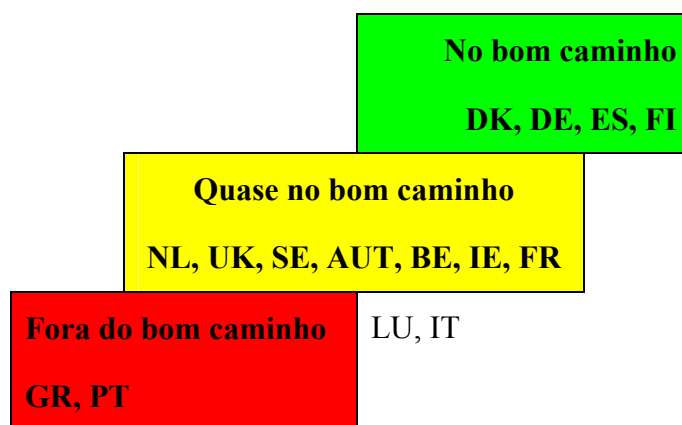 No bom caminho
DK, DE, ES, FI
Quase no bom caminho
NL, UK, SE, AUT, BE, IE, FR
Fora do bom caminho
LU, IT
GR, PT